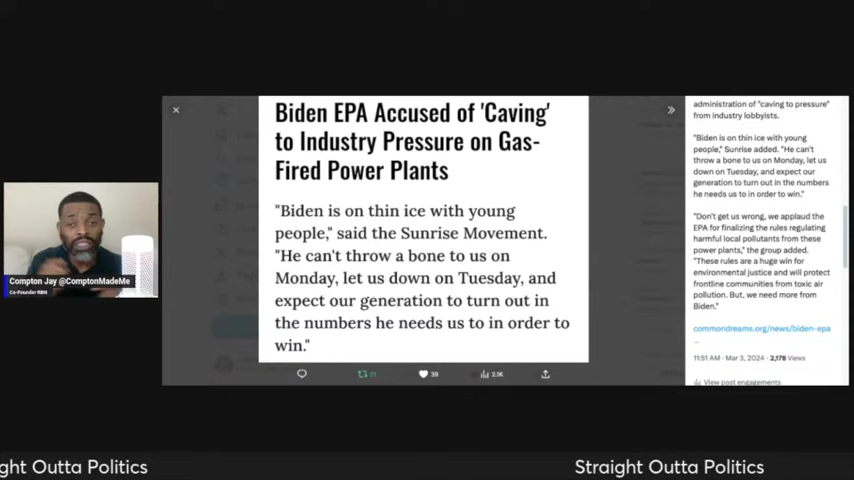 Biden EPA Accused of 'Caving'
to Industry Pressure on Gas-
Fired Power Plants
"Biden is on thin ice with young
people," said the Sunrise Movement.
"He can't throw a bone to us on
Monday, let us down on Tuesday, and
expect our generation to turn out in
the numbers he needs us to in order to
win."
21
39
2.1K
administration of "caving to pressure"
from industry lobbyists.
"Biden is on thin ice with young
people," Sunrise added. "He can't
throw a bone to us on Monday, let us
down on Tuesday, and expect our
generation to turn out in the numbers
he needs us to in order to win."
"Don't get us wrong, we applaud the
EPA for finalizing the rules regulating
harmful local pollutants from these
power plants," the group added.
"These rules are a huge win for
environmental justice and will protect
frontline communities from toxic air
pollution. But, we need more from
Biden."
commondreams.org/news/biden-epa
...
11:51 AM · Mar 3, 2024 · 2,178 Views
View post engagements
Compton Jay @ComptonMadeMe
Co-Founder RBN
ght Outta Politics
Straight Outta Politics